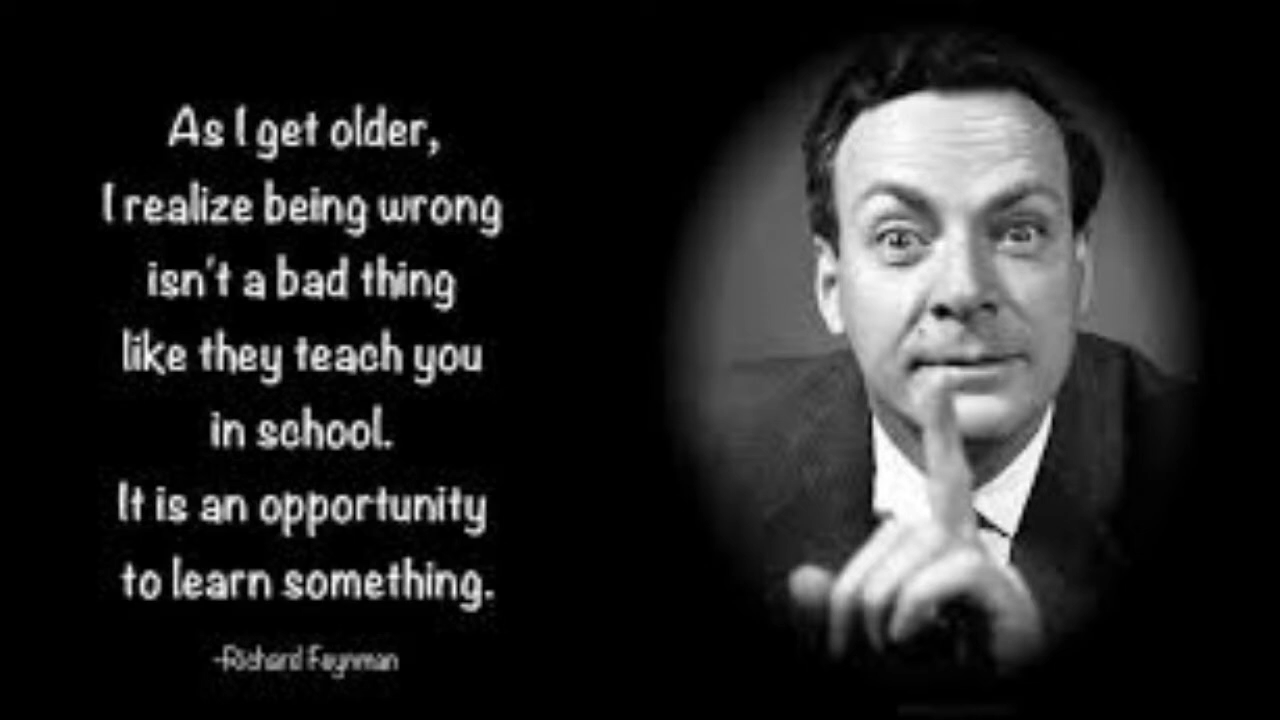 As I get older,
I realize being wrong
isn't a bad thing
like they teach you
in school.
It is an opportunity
to learn something.
-Richard Feynman